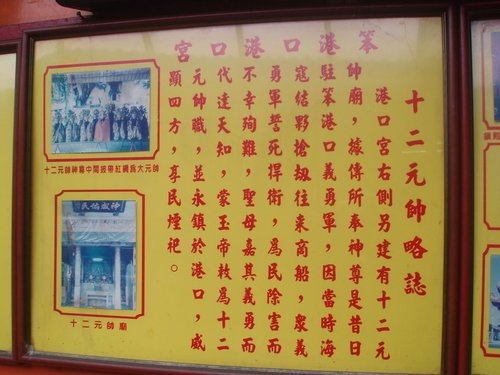 笨港口港口宮
十二元帥略誌
港口宮右側另建有十二元
帥廟，據傳所奉神尊是昔日
駐笨港口義勇軍，因當時海
寇結夥搶劫往来商船，衆義
勇軍誓死捍衛，為民除害而
不幸殉難，聖母嘉其義勇而
代達天知，蒙玉帝敕為十二
元帥職，並永鎮於港口，威
顯四方，享民煙祀。
十二元帥神尊中間披帶紅綢為大元帥
十二元帥廟